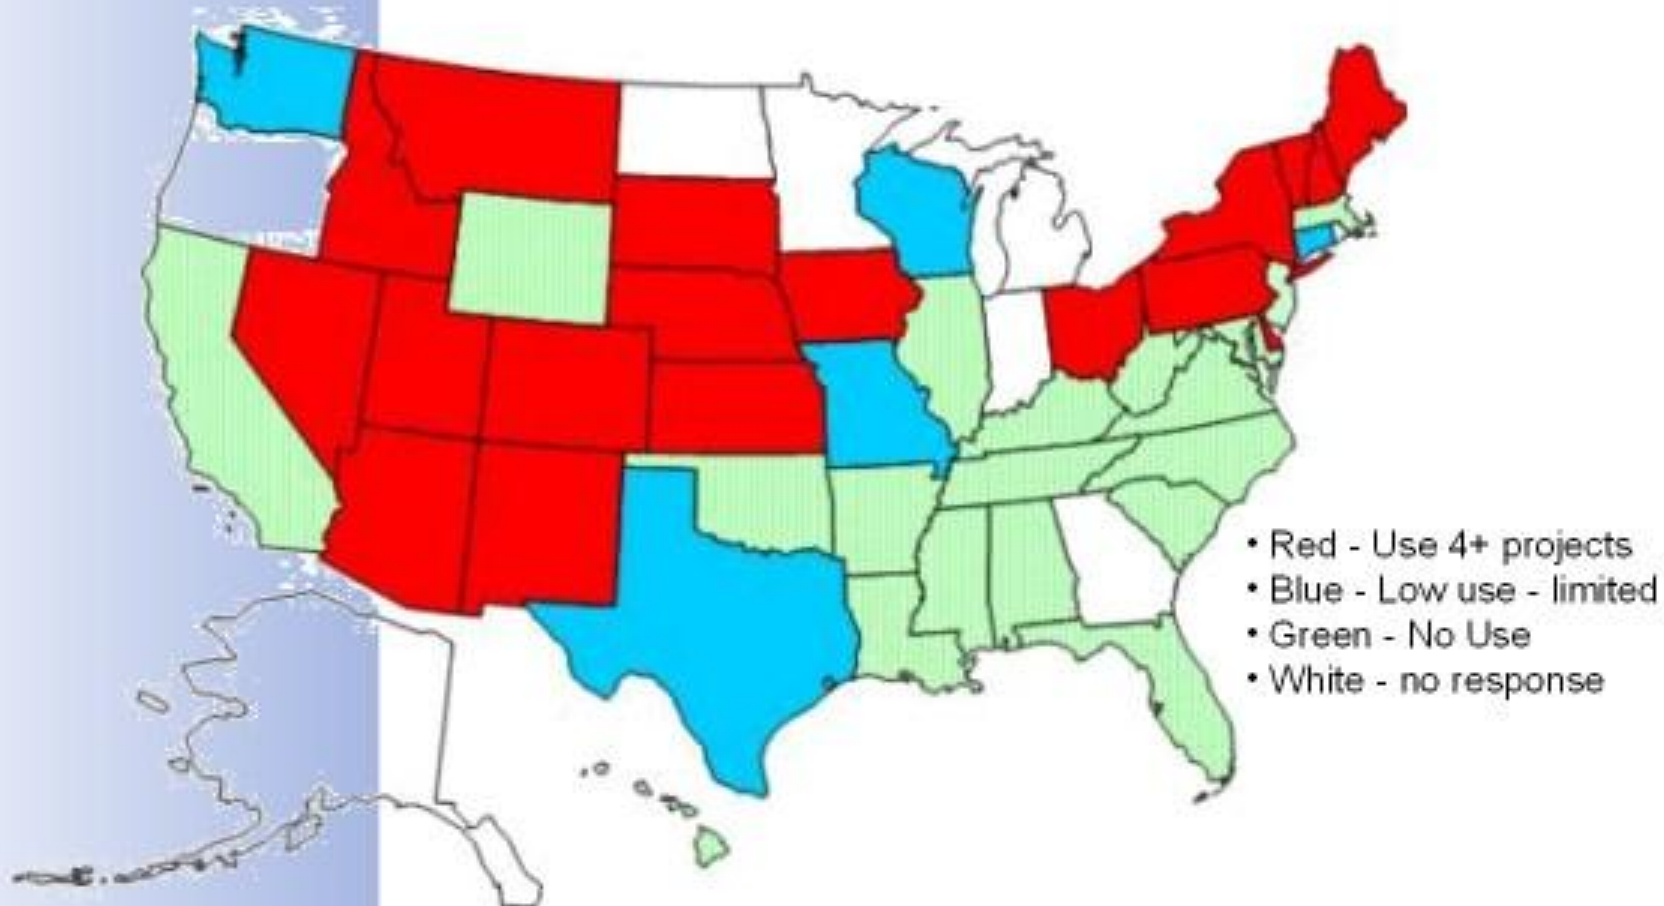 • Red - Use 4+ projects
• Blue - Low use - limited
• Green - No Use
• White - no response